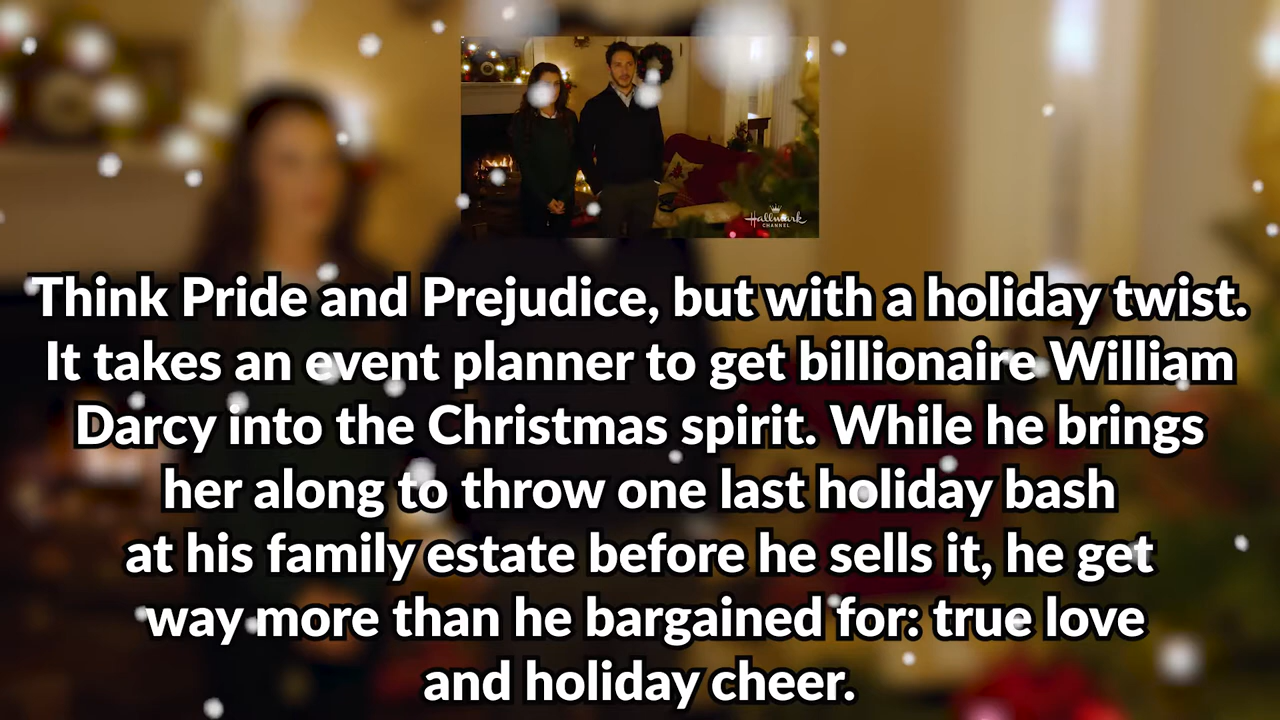 Hallmark
CHANNEL
Think Pride and Prejudice, but with a holiday twist.
It takes an event planner to get billionaire William
Darcy into the Christmas spirit. While he brings
her along to throw one last holiday bash
at his family estate before he sells it, he get
way more than he bargained for: true love
and holiday cheer.